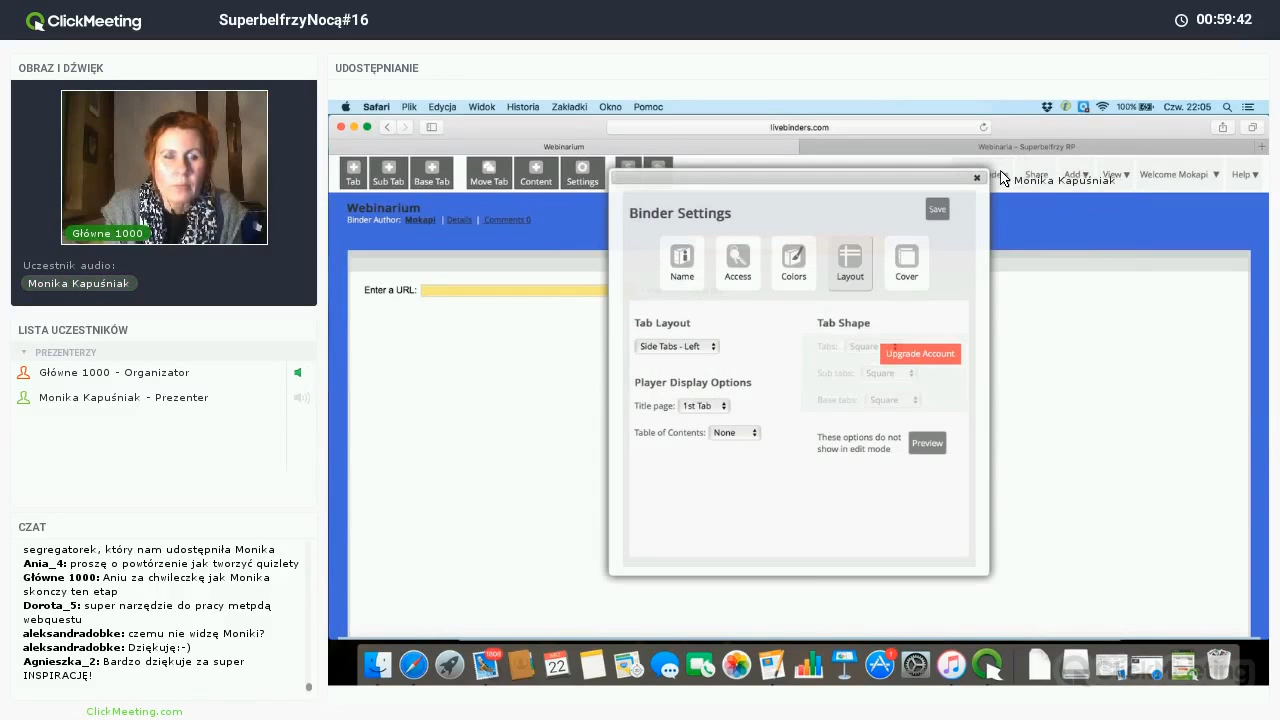 ClickMeeting
SuperbelfrzyNocą#16
00:59:42
OBRAZ I DŹWIĘK
Główne 1000
Uczestnik audio:
Monika Kapuśniak
LISTA UCZESTNIKÓW
PREZENTERZY
Główne 1000 - Organizator
Monika Kapuśniak - Prezenter
CZAT
segregatorek, który nam udostępniła Monika
Ania_4: proszę o powtórzenie jak tworzyć quizlety
Główne 1000: Aniu za chwileczkę jak Monika
skonczy ten etap
Dorota_5: super narzędzie do pracy metpdą
webquestu
aleksandradobke: czemu nie widzę Moniki?
aleksandradobke: Dziękuję:-)
Agnieszka_2: Bardzo dziękuje za super
INSPIRACJĘ!
ClickMeeting.com
UDOSTĘPNIANIE
Safari Plik Edycja Widok Historia Zakładki Okno Pomoc
100% Czw. 22:05
livebinders.com
Webinarium
Webinaria – Superbelfrzy RP
Tab Sub Tab Base Tab Move Tab Content Settings
Share Add View Welcome Mokapi Help
Monika Kapuśniak
Webinarium
Binder Author: Mokapi Details Comments 0
Enter a URL:
Binder Settings
Save
Name Access Colors Layout Cover
Tab Layout
Side Tabs - Left
Player Display Options
Title page: 1st Tab
Table of Contents: None
Tab Shape
Tabs: Square
Upgrade Account
Sub tabs: Square
Base tabs: Square
These options do not
show in edit mode
Preview
22
ClickMeeting